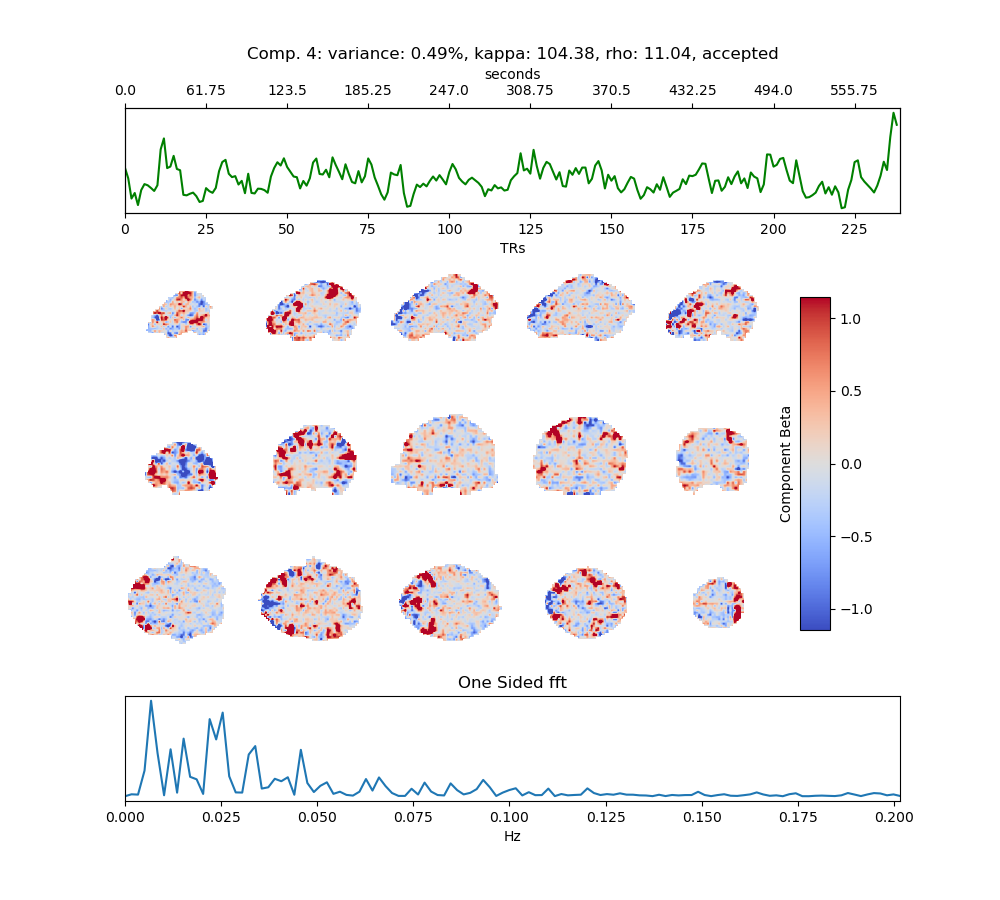 Comp. 4: variance: 0.49%, kappa: 104.38, rho: 11.04, accepted
seconds
0.0 61.75 123.5 185.25 247.0 308.75 370.5 432.25 494.0 555.75
0 25 50 75 100 125 150 175 200 225
TRs
1.0
0.5
0.0
−0.5
−1.0
Component Beta
One Sided fft
0.000 0.025 0.050 0.075 0.100 0.125 0.150 0.175 0.200
Hz